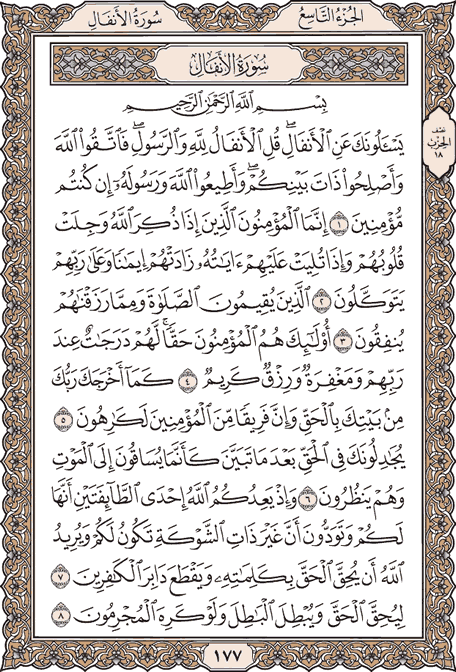 سُورَةُ الأَنفَالِ
الجُزْءُ التَّاسِعُ
سُورَةُ الأَنفَالِ
بِسْمِ ٱللَّهِ ٱلرَّحْمَٰنِ ٱلرَّحِيمِ
يَسْـَٔلُونَكَ عَنِ ٱلْأَنفَالِۖ قُلِ ٱلْأَنفَالُ لِلَّهِ وَٱلرَّسُولِۖ فَٱتَّقُوا۟ ٱللَّهَ
وَأَصْلِحُوا۟ ذَاتَ بَيْنِكُمْۖ وَأَطِيعُوا۟ ٱللَّهَ وَرَسُولَهُۥٓ إِن كُنتُم
مُّؤْمِنِينَ ١ إِنَّمَا ٱلْمُؤْمِنُونَ ٱلَّذِينَ إِذَا ذُكِرَ ٱللَّهُ وَجِلَتْ
قُلُوبُهُمْ وَإِذَا تُلِيَتْ عَلَيْهِمْ ءَايَٰتُهُۥ زَادَتْهُمْ إِيمَٰنًا وَعَلَىٰ رَبِّهِمْ
يَتَوَكَّلُونَ ٢ ٱلَّذِينَ يُقِيمُونَ ٱلصَّلَوٰةَ وَمِمَّا رَزَقْنَٰهُمْ
يُنفِقُونَ ٣ أُو۟لَٰٓئِكَ هُمُ ٱلْمُؤْمِنُونَ حَقًّاۚ لَّهُمْ دَرَجَٰتٌ عِندَ
رَبِّهِمْ وَمَغْفِرَةٌ وَرِزْقٌ كَرِيمٌ ٤ كَمَآ أَخْرَجَكَ رَبُّكَ
مِنۢ بَيْتِكَ بِٱلْحَقِّ وَإِنَّ فَرِيقًا مِّنَ ٱلْمُؤْمِنِينَ لَكَٰرِهُونَ ٥
يُجَٰدِلُونَكَ فِى ٱلْحَقِّ بَعْدَ مَا تَبَيَّنَ كَأَنَّمَا يُسَاقُونَ إِلَى ٱلْمَوْتِ
وَهُمْ يَنظُرُونَ ٦ وَإِذْ يَعِدُكُمُ ٱللَّهُ إِحْدَى ٱلطَّآئِفَتَيْنِ أَنَّهَا
لَكُمْ وَتَوَدُّونَ أَنَّ غَيْرَ ذَاتِ ٱلشَّوْكَةِ تَكُونُ لَكُمْ وَيُرِيدُ
ٱللَّهُ أَن يُحِقَّ ٱلْحَقَّ بِكَلِمَٰتِهِۦ وَيَقْطَعَ دَابِرَ ٱلْكَٰفِرِينَ ٧
لِيُحِقَّ ٱلْحَقَّ وَيُبْطِلَ ٱلْبَٰطِلَ وَلَوْ كَرِهَ ٱلْمُجْرِمُونَ ٨
نصف
الحزب
١٨
١٧٧